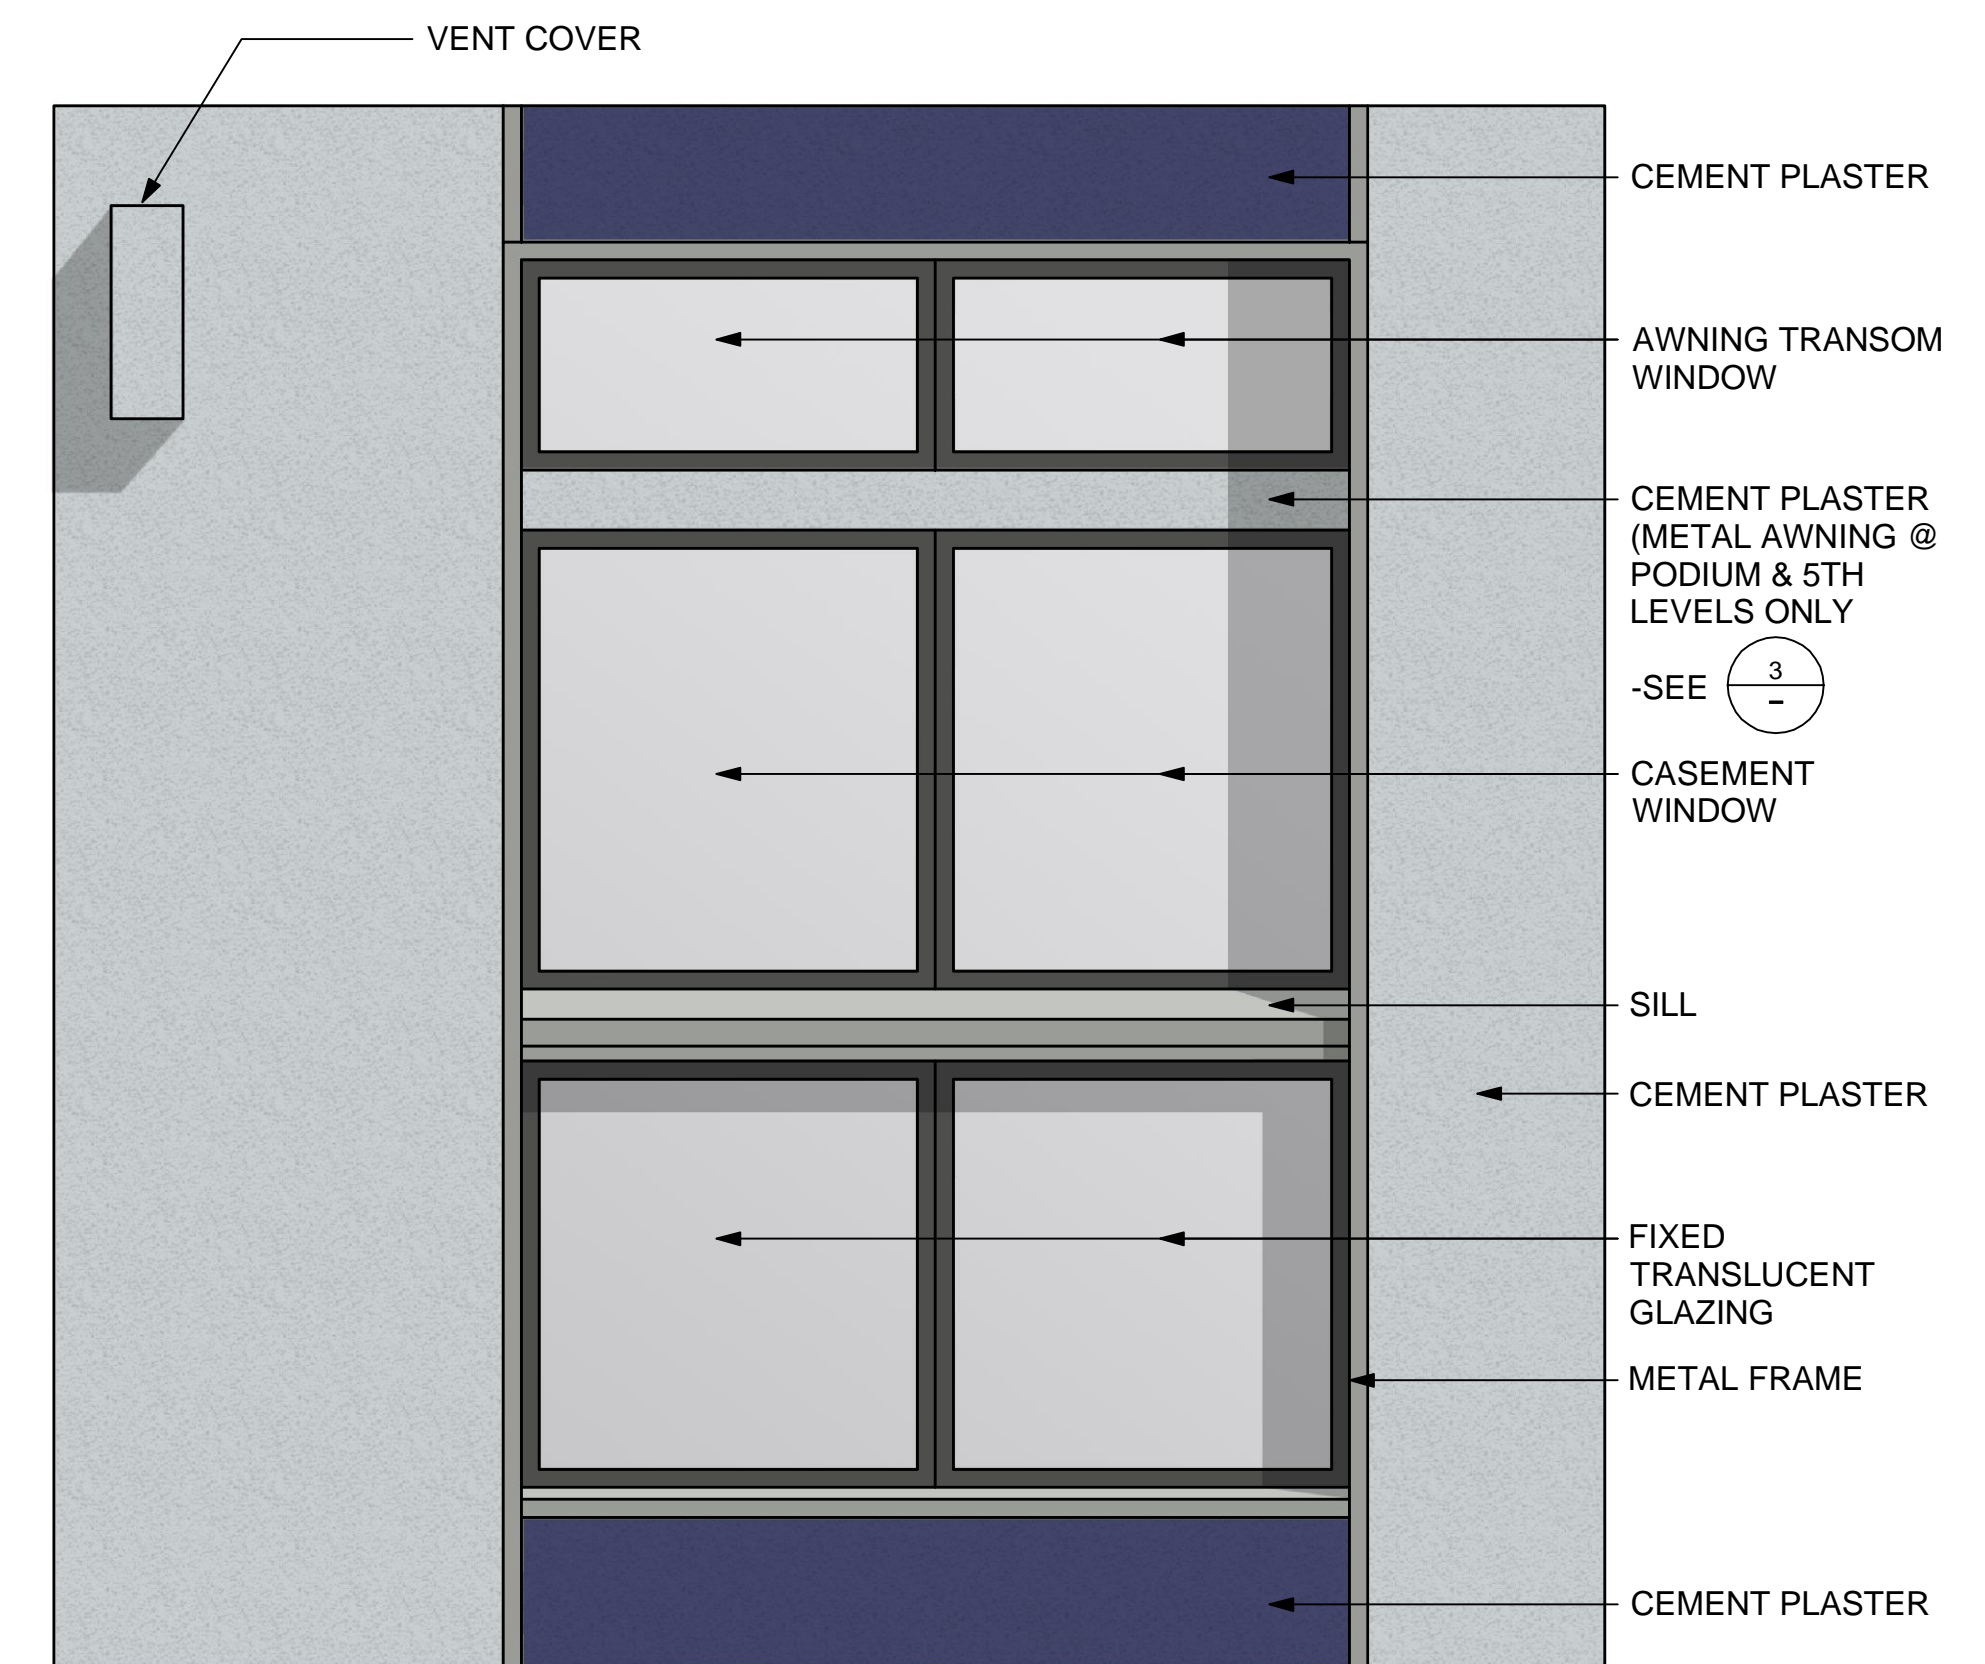 VENT COVER
CEMENT PLASTER
AWNING TRANSOM
WINDOW
CEMENT PLASTER
(METAL AWNING @
PODIUM & 5TH
LEVELS ONLY
-SEE 3
–
CASEMENT
WINDOW
SILL
CEMENT PLASTER
FIXED
TRANSLUCENT
GLAZING
METAL FRAME
CEMENT PLASTER